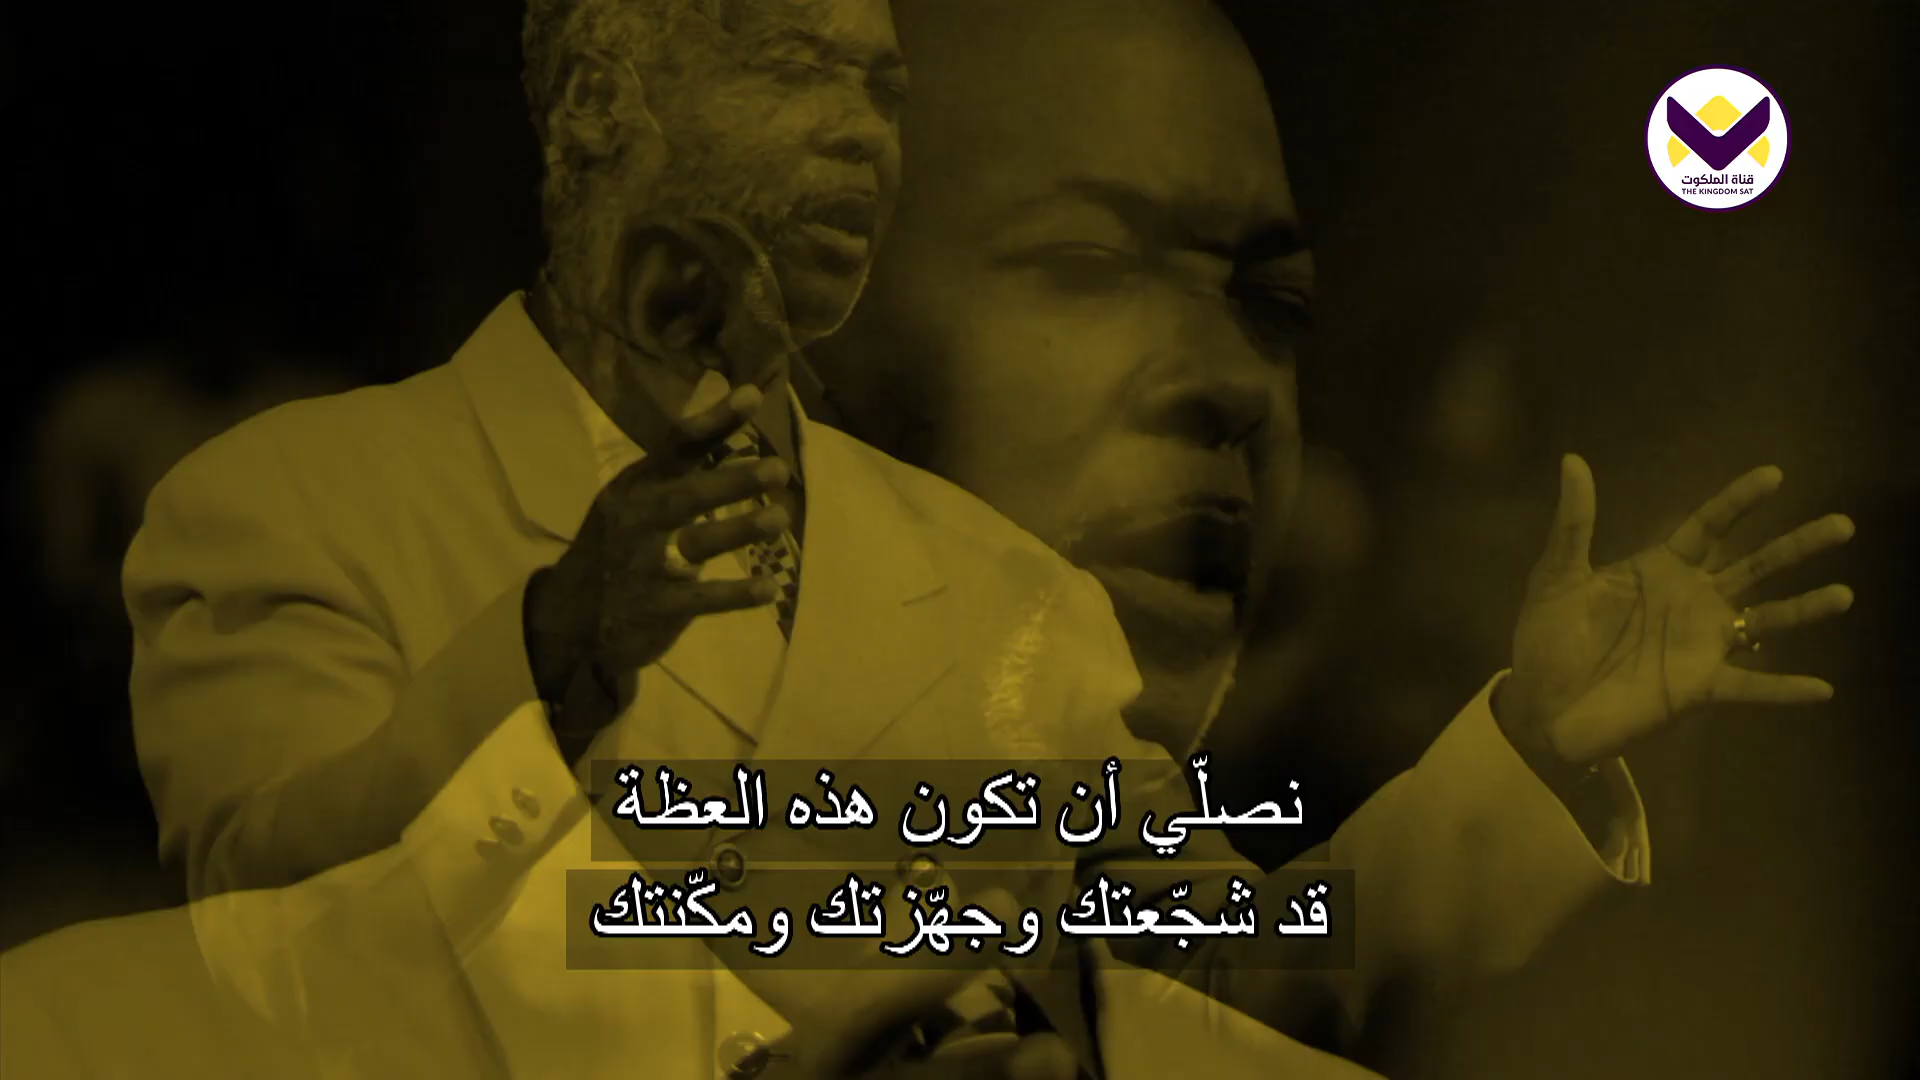 قناة الملكوت
THE KINGDOM SAT
نصلّي أن تكون هذه العظة
قد شجّعتك وجهّزتك ومكّنتك